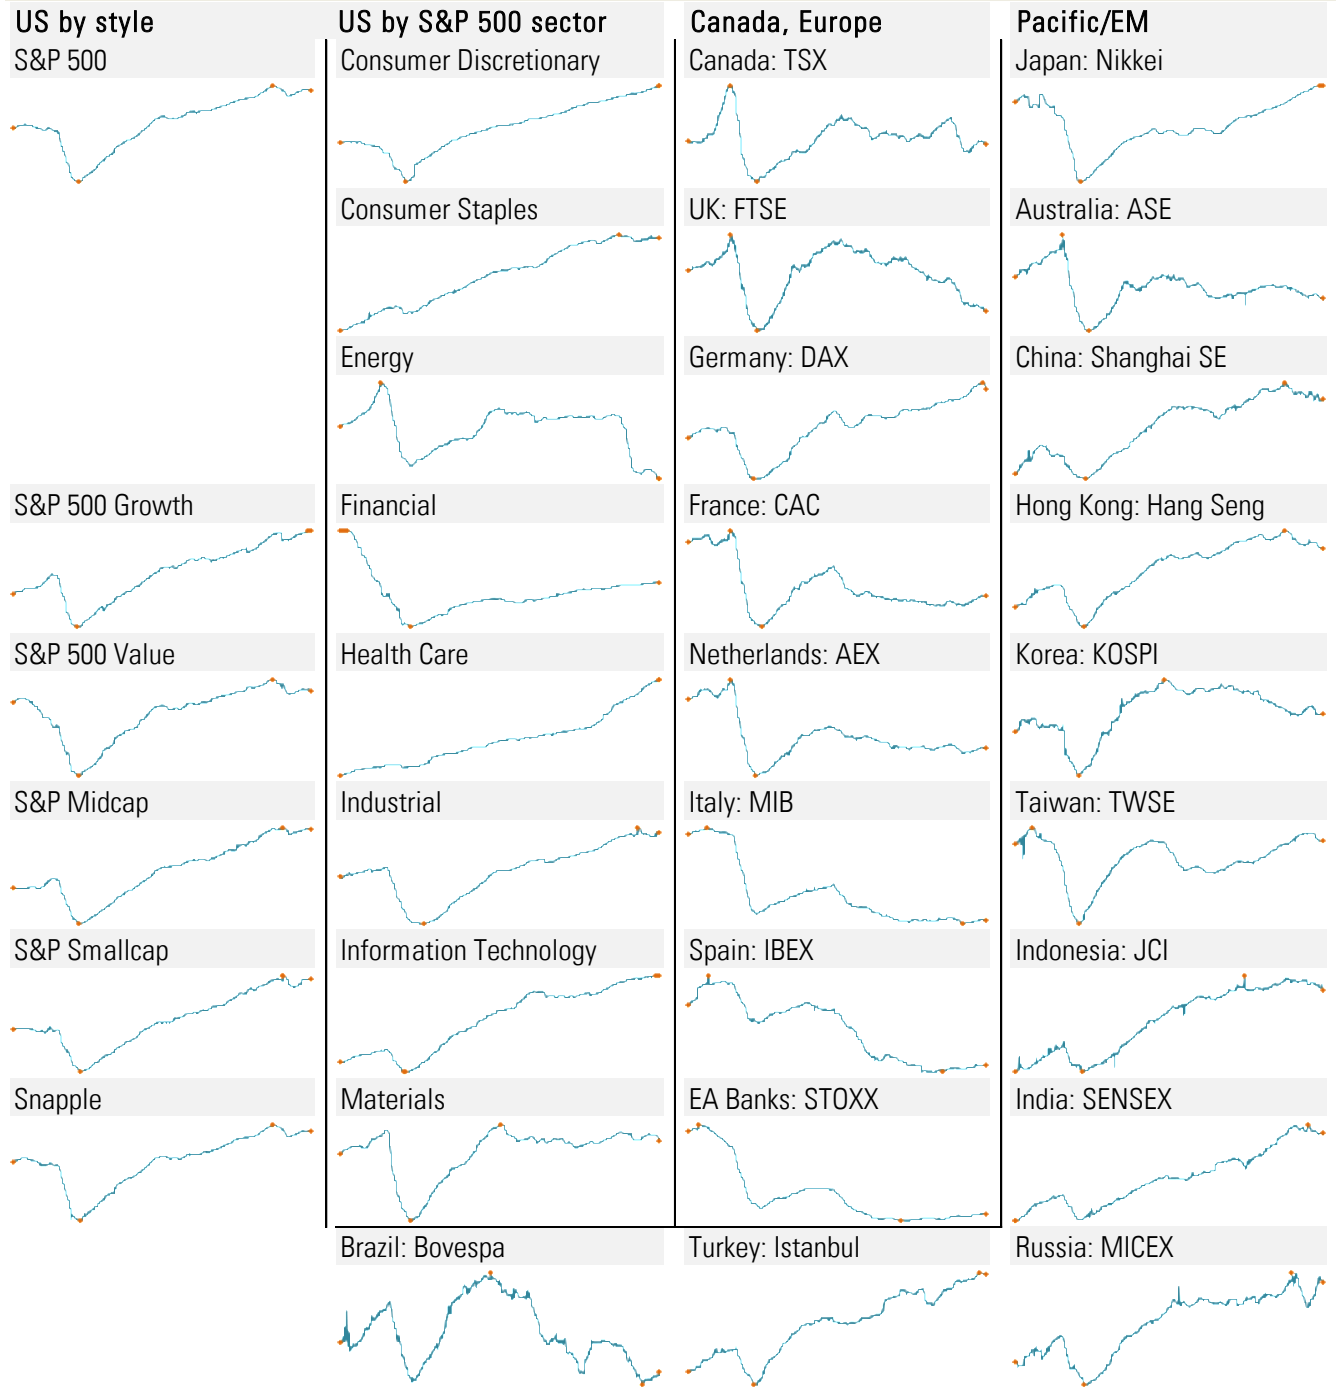 US by style
US by S&P 500 sector
Canada, Europe
Pacific/EM
S&P 500
Consumer Discretionary
Canada: TSX
Japan: Nikkei
Consumer Staples
UK: FTSE
Australia: ASE
Energy
Germany: DAX
China: Shanghai SE
S&P 500 Growth
Financial
France: CAC
Hong Kong: Hang Seng
S&P 500 Value
Health Care
Netherlands: AEX
Korea: KOSPI
S&P Midcap
Industrial
Italy: MIB
Taiwan: TWSE
S&P Smallcap
Information Technology
Spain: IBEX
Indonesia: JCI
Snapple
Materials
EA Banks: STOXX
India: SENSEX
Brazil: Bovespa
Turkey: Istanbul
Russia: MICEX